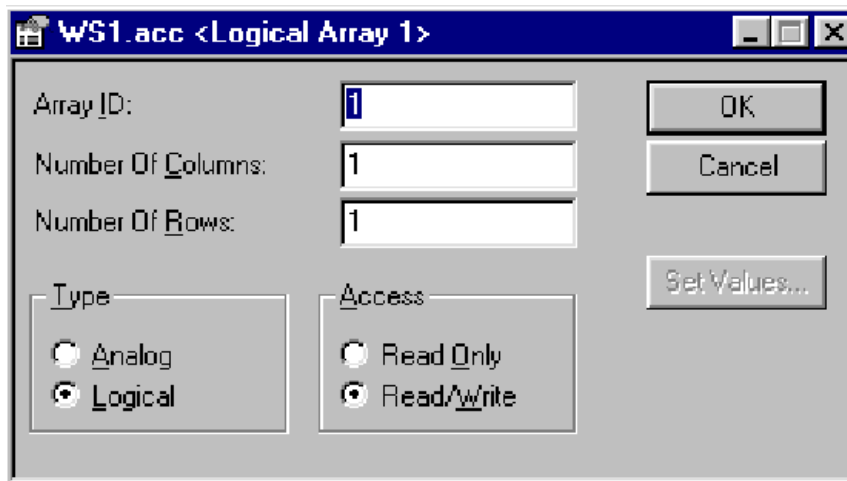 WS1.acc <Logical Array 1>
Array ID: 1 OK
Number Of Columns: 1 Cancel
Number Of Rows: 1
Set Values...
Type Access
Analog Read Only
Logical Read/Write